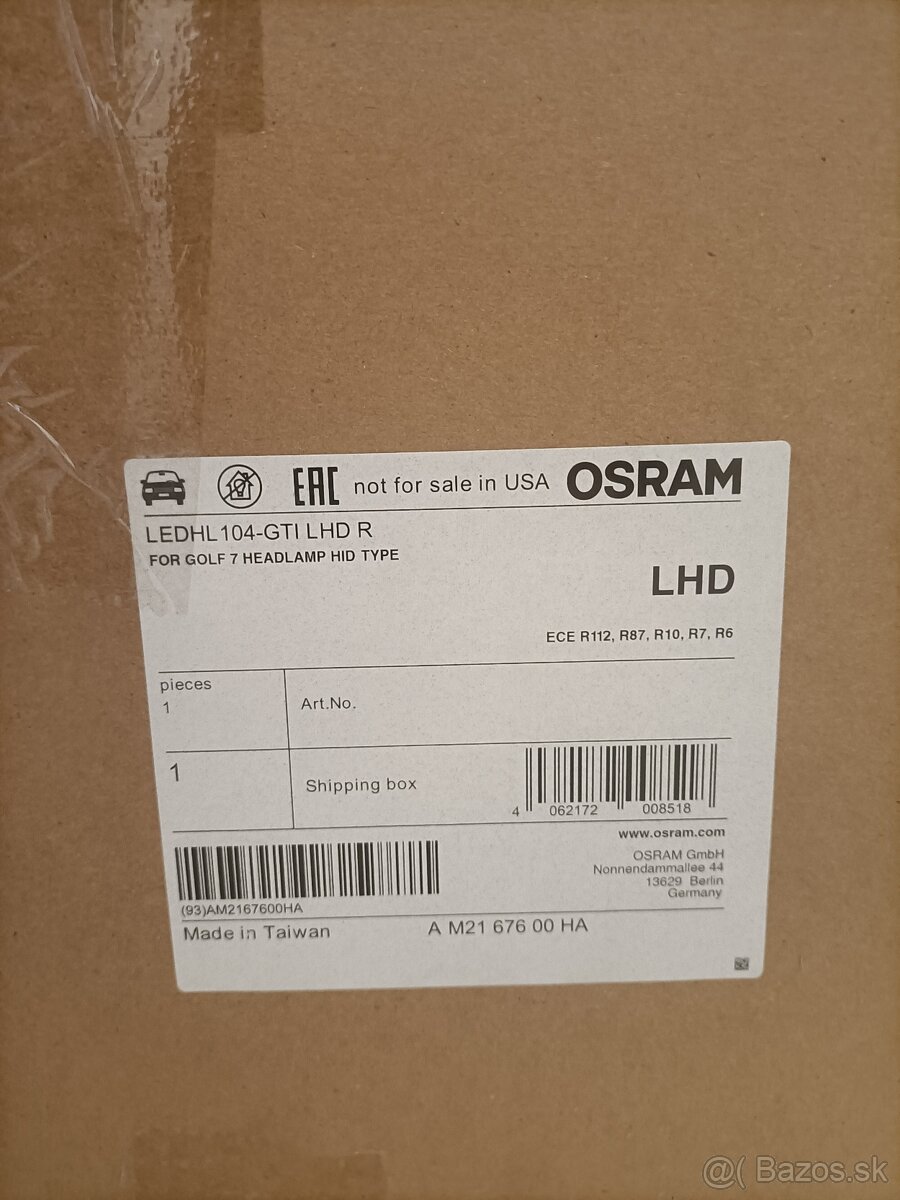 EAC not for sale in USA OSRAM
LEDHL104-GTI LHD R
FOR GOLF 7 HEADLAMP HID TYPE
LHD
ECE R112, R87, R10, R7, R6
pieces
1
Art.No.
1
Shipping box
4 062172 008518
www.osram.com
OSRAM GmbH
Nonnendammallee 44
13629 Berlin
Germany
(93)AM2167600HA
Made in Taiwan
A M21 676 00 HA
@( Bazos.sk